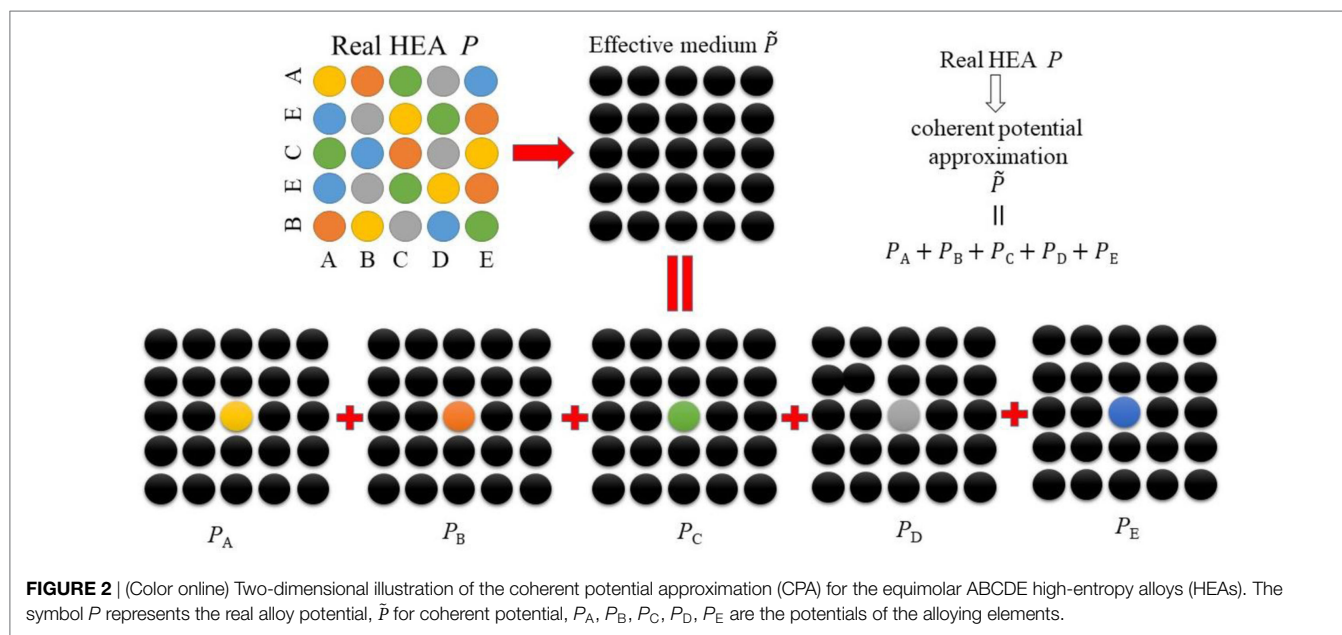 Real HEA P
A
E
C
E
B
A B C D E
Effective medium P̃
Real HEA P
coherent potential
approximation
P̃
=
P_A + P_B + P_C + P_D + P_E
+ + + +
P_A P_B P_C P_D P_E
FIGURE 2 | (Color online) Two-dimensional illustration of the coherent potential approximation (CPA) for the equimolar ABCDE high-entropy alloys (HEAs). The
symbol P represents the real alloy potential, P̃ for coherent potential, P_A, P_B, P_C, P_D, P_E are the potentials of the alloying elements.